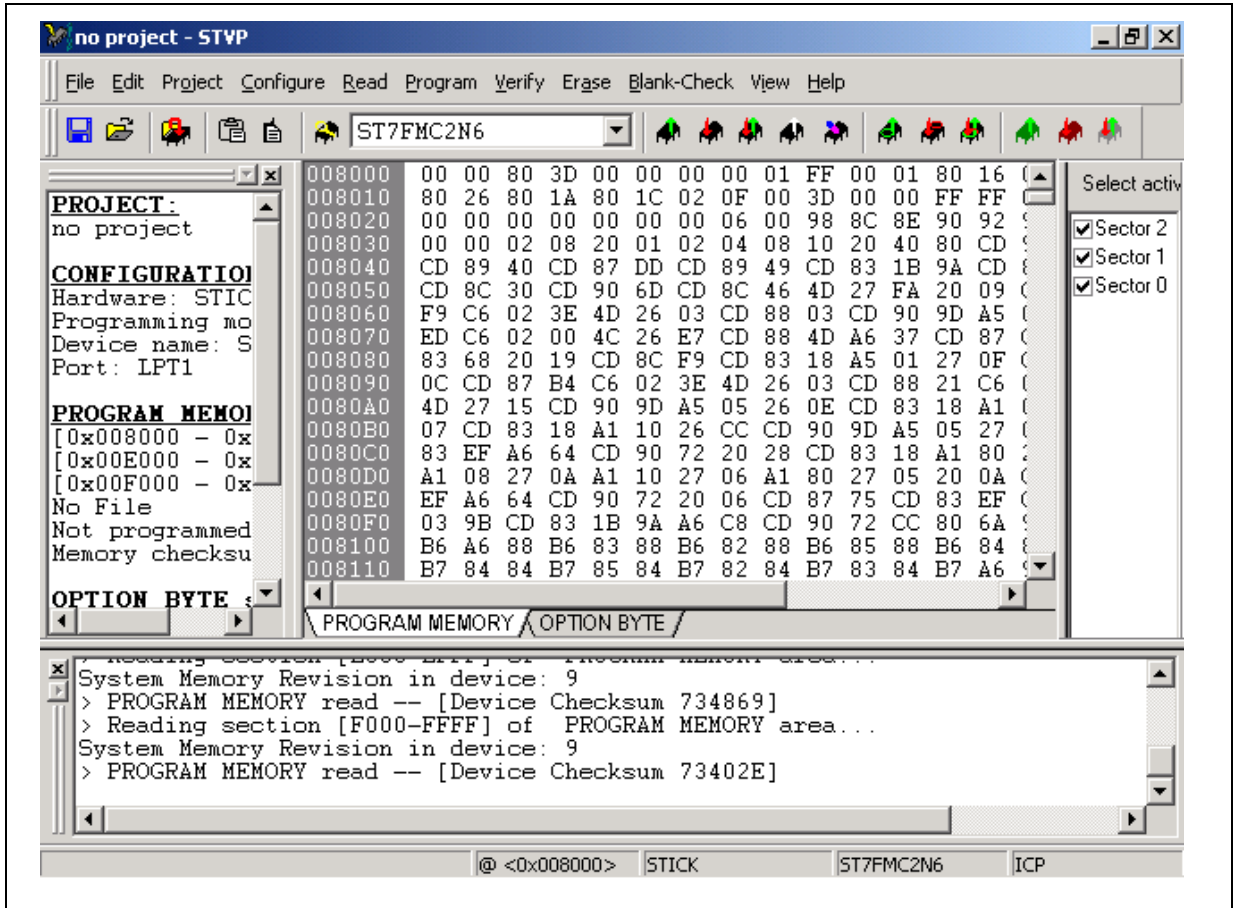 no project - STVP
File Edit Project Configure Read Program Verify Erase Blank-Check View Help
ST7FMC2N6
PROJECT:
no project
CONFIGURATIO
Hardware: STIC
Programming mo
Device name: S
Port: LPT1
PROGRAM MEMO
[0x008000 - 0x
[0x00E000 - 0x
[0x00F000 - 0x
No File
Not programmed
Memory checksu
OPTION BYTE
008000 00 00 80 3D 00 00 00 00 01 FF 00 01 80 16
008010 80 26 80 1A 80 1C 02 0F 00 3D 00 00 FF FF
008020 00 00 00 00 00 00 00 06 00 98 8C 8E 90 92
008030 00 00 02 08 20 01 02 04 08 10 20 40 80 CD
008040 CD 89 40 CD 87 DD CD 89 49 CD 83 1B 9A CD
008050 CD 8C 30 CD 90 6D CD 8C 46 4D 27 FA 20 09
008060 F9 C6 02 3E 4D 26 03 CD 88 03 CD 90 9D A5
008070 ED C6 02 00 4C 26 E7 CD 88 4D A6 37 CD 87
008080 83 68 20 19 CD 8C F9 CD 83 18 A5 01 27 0F
008090 0C CD 87 B4 C6 02 3E 4D 26 03 CD 88 21 C6
0080A0 4D 27 15 CD 90 9D A5 05 26 0E CD 83 18 A1
0080B0 07 CD 83 18 A1 10 26 CC CD 90 9D A5 05 27
0080C0 83 EF A6 64 CD 90 72 20 28 CD 83 18 A1 80
0080D0 A1 08 27 0A A1 10 27 06 A1 80 27 05 20 0A
0080E0 EF A6 64 CD 90 72 20 06 CD 87 75 CD 83 EF
0080F0 03 9B CD 83 1B 9A A6 C8 CD 90 72 CC 80 6A
008100 B6 A6 88 B6 83 88 B6 82 88 B6 85 88 B6 84
008110 B7 84 84 B7 85 84 B7 82 84 B7 83 84 B7 A6
PROGRAM MEMORY OPTION BYTE
Select activ
Sector 2
Sector 1
Sector 0
> Reading section [E000-EFFF] of PROGRAM MEMORY area...
System Memory Revision in device: 9
> PROGRAM MEMORY read -- [Device Checksum 734869]
> Reading section [F000-FFFF] of PROGRAM MEMORY area...
System Memory Revision in device: 9
> PROGRAM MEMORY read -- [Device Checksum 73402E]
@ <0x008000> STICK ST7FMC2N6 ICP